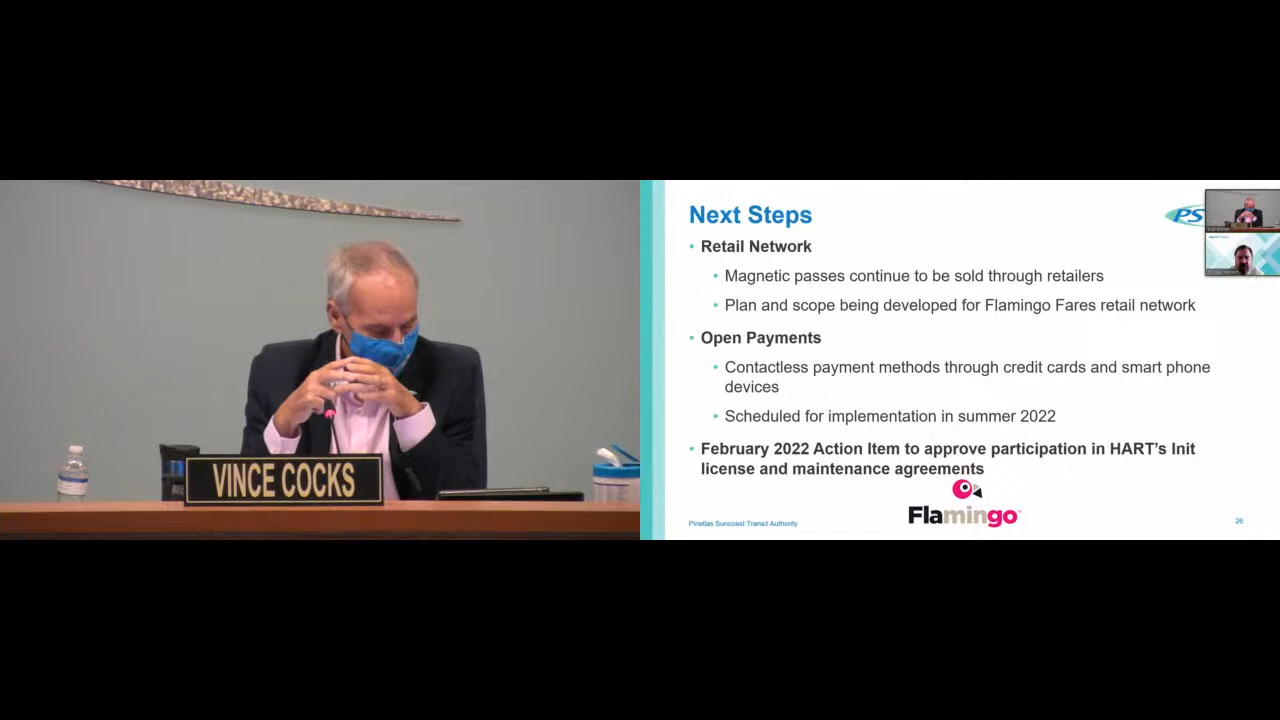 VINCE COCKS
Next Steps
PS
• Retail Network
• Magnetic passes continue to be sold through retailers
• Plan and scope being developed for Flamingo Fares retail network
• Open Payments
• Contactless payment methods through credit cards and smart phone
devices
• Scheduled for implementation in summer 2022
• February 2022 Action Item to approve participation in HART's Init
license and maintenance agreements
Flamingo
Pinellas Suncoast Transit Authority
26